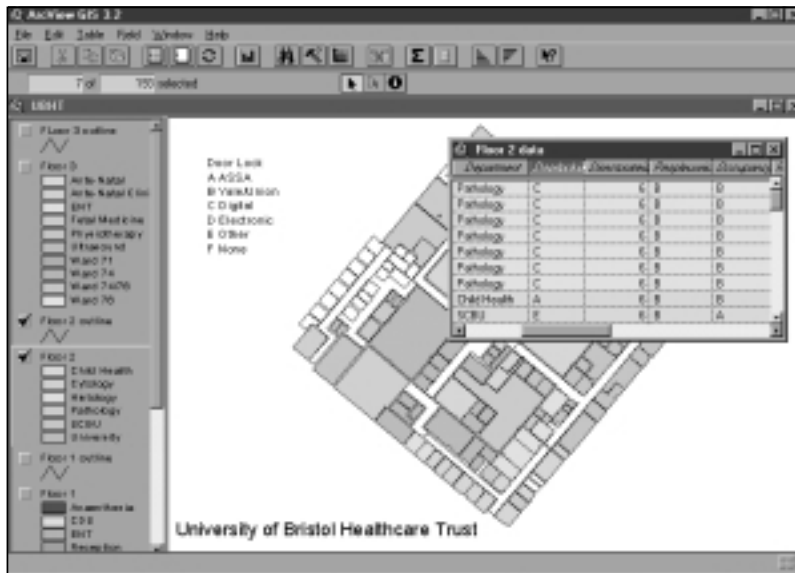 ArcView GIS 3.2
File Edit Table Field Window Help
7 of 150 selected
UBHT
Floor 3 outline
Floor 3
Ante-Natal
Ante-Natal Clini
ENT
Fetal Medicine
Physiotherapy
Ultrasound
Ward 71
Ward 74
Ward 74/76
Ward 76
Floor 2 outline
Floor 2
Child Health
Cytology
Histology
Pathology
SCBU
University
Floor 1 outline
Floor 1
Anaesthesia
CDS
ENT
Reception
Door Lock
A ASSA
B Yale/Union
C Digital
D Electronic
E Other
F None
Floor 2 data
Department
Pathology C 6 B B
Pathology C 6 B B
Pathology C 6 B B
Pathology C 6 B B
Pathology C 6 B B
Pathology C 6 B B
Pathology C 6 B B
Child Health A 6 B B
SCBU E 6 B A
University of Bristol Healthcare Trust